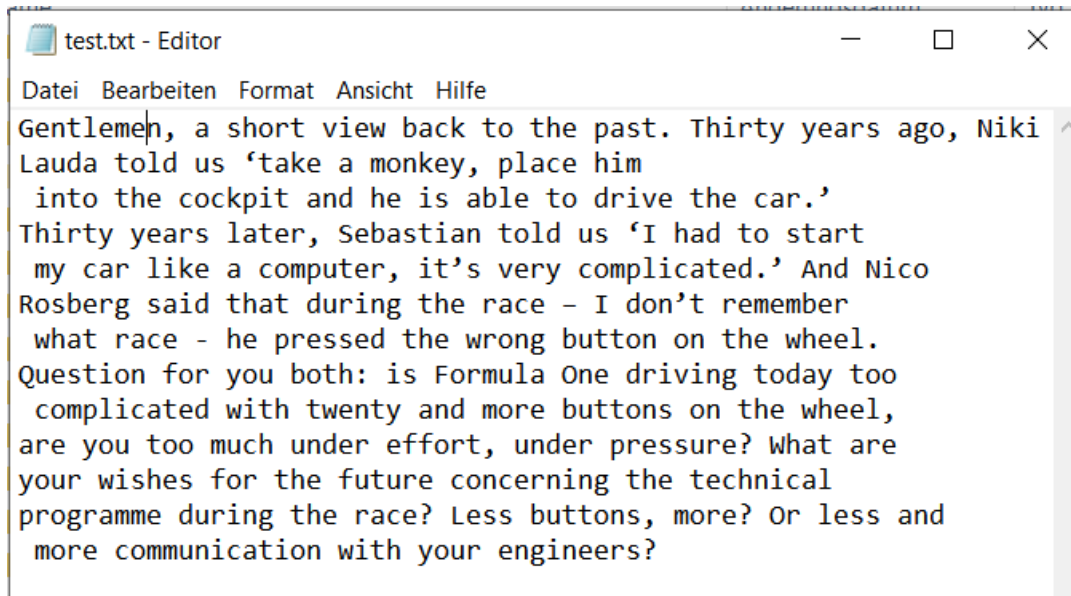 test.txt - Editor
Datei Bearbeiten Format Ansicht Hilfe
Gentlemen, a short view back to the past. Thirty years ago, Niki
Lauda told us ‘take a monkey, place him
 into the cockpit and he is able to drive the car.’
Thirty years later, Sebastian told us ‘I had to start
 my car like a computer, it’s very complicated.’ And Nico
Rosberg said that during the race – I don’t remember
 what race - he pressed the wrong button on the wheel.
Question for you both: is Formula One driving today too
 complicated with twenty and more buttons on the wheel,
are you too much under effort, under pressure? What are
your wishes for the future concerning the technical
programme during the race? Less buttons, more? Or less and
 more communication with your engineers?